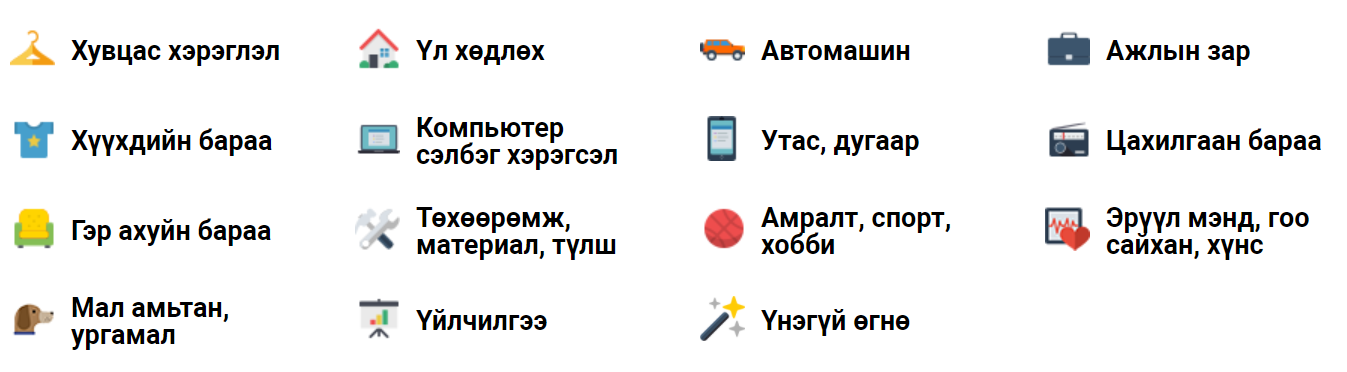 Хувцас хэрэглэл
Үл хөдлөх
Автомашин
Ажлын зар
Хүүхдийн бараа
Компьютер
сэлбэг хэрэгсэл
Утас, дугаар
Цахилгаан бараа
Гэр ахуйн бараа
Төхөөрөмж,
материал, түлш
Амралт, спорт,
хобби
Эрүүл мэнд, гоо
сайхан, хүнс
Мал амьтан,
ургамал
Үйлчилгээ
Үнэгүй өгнө